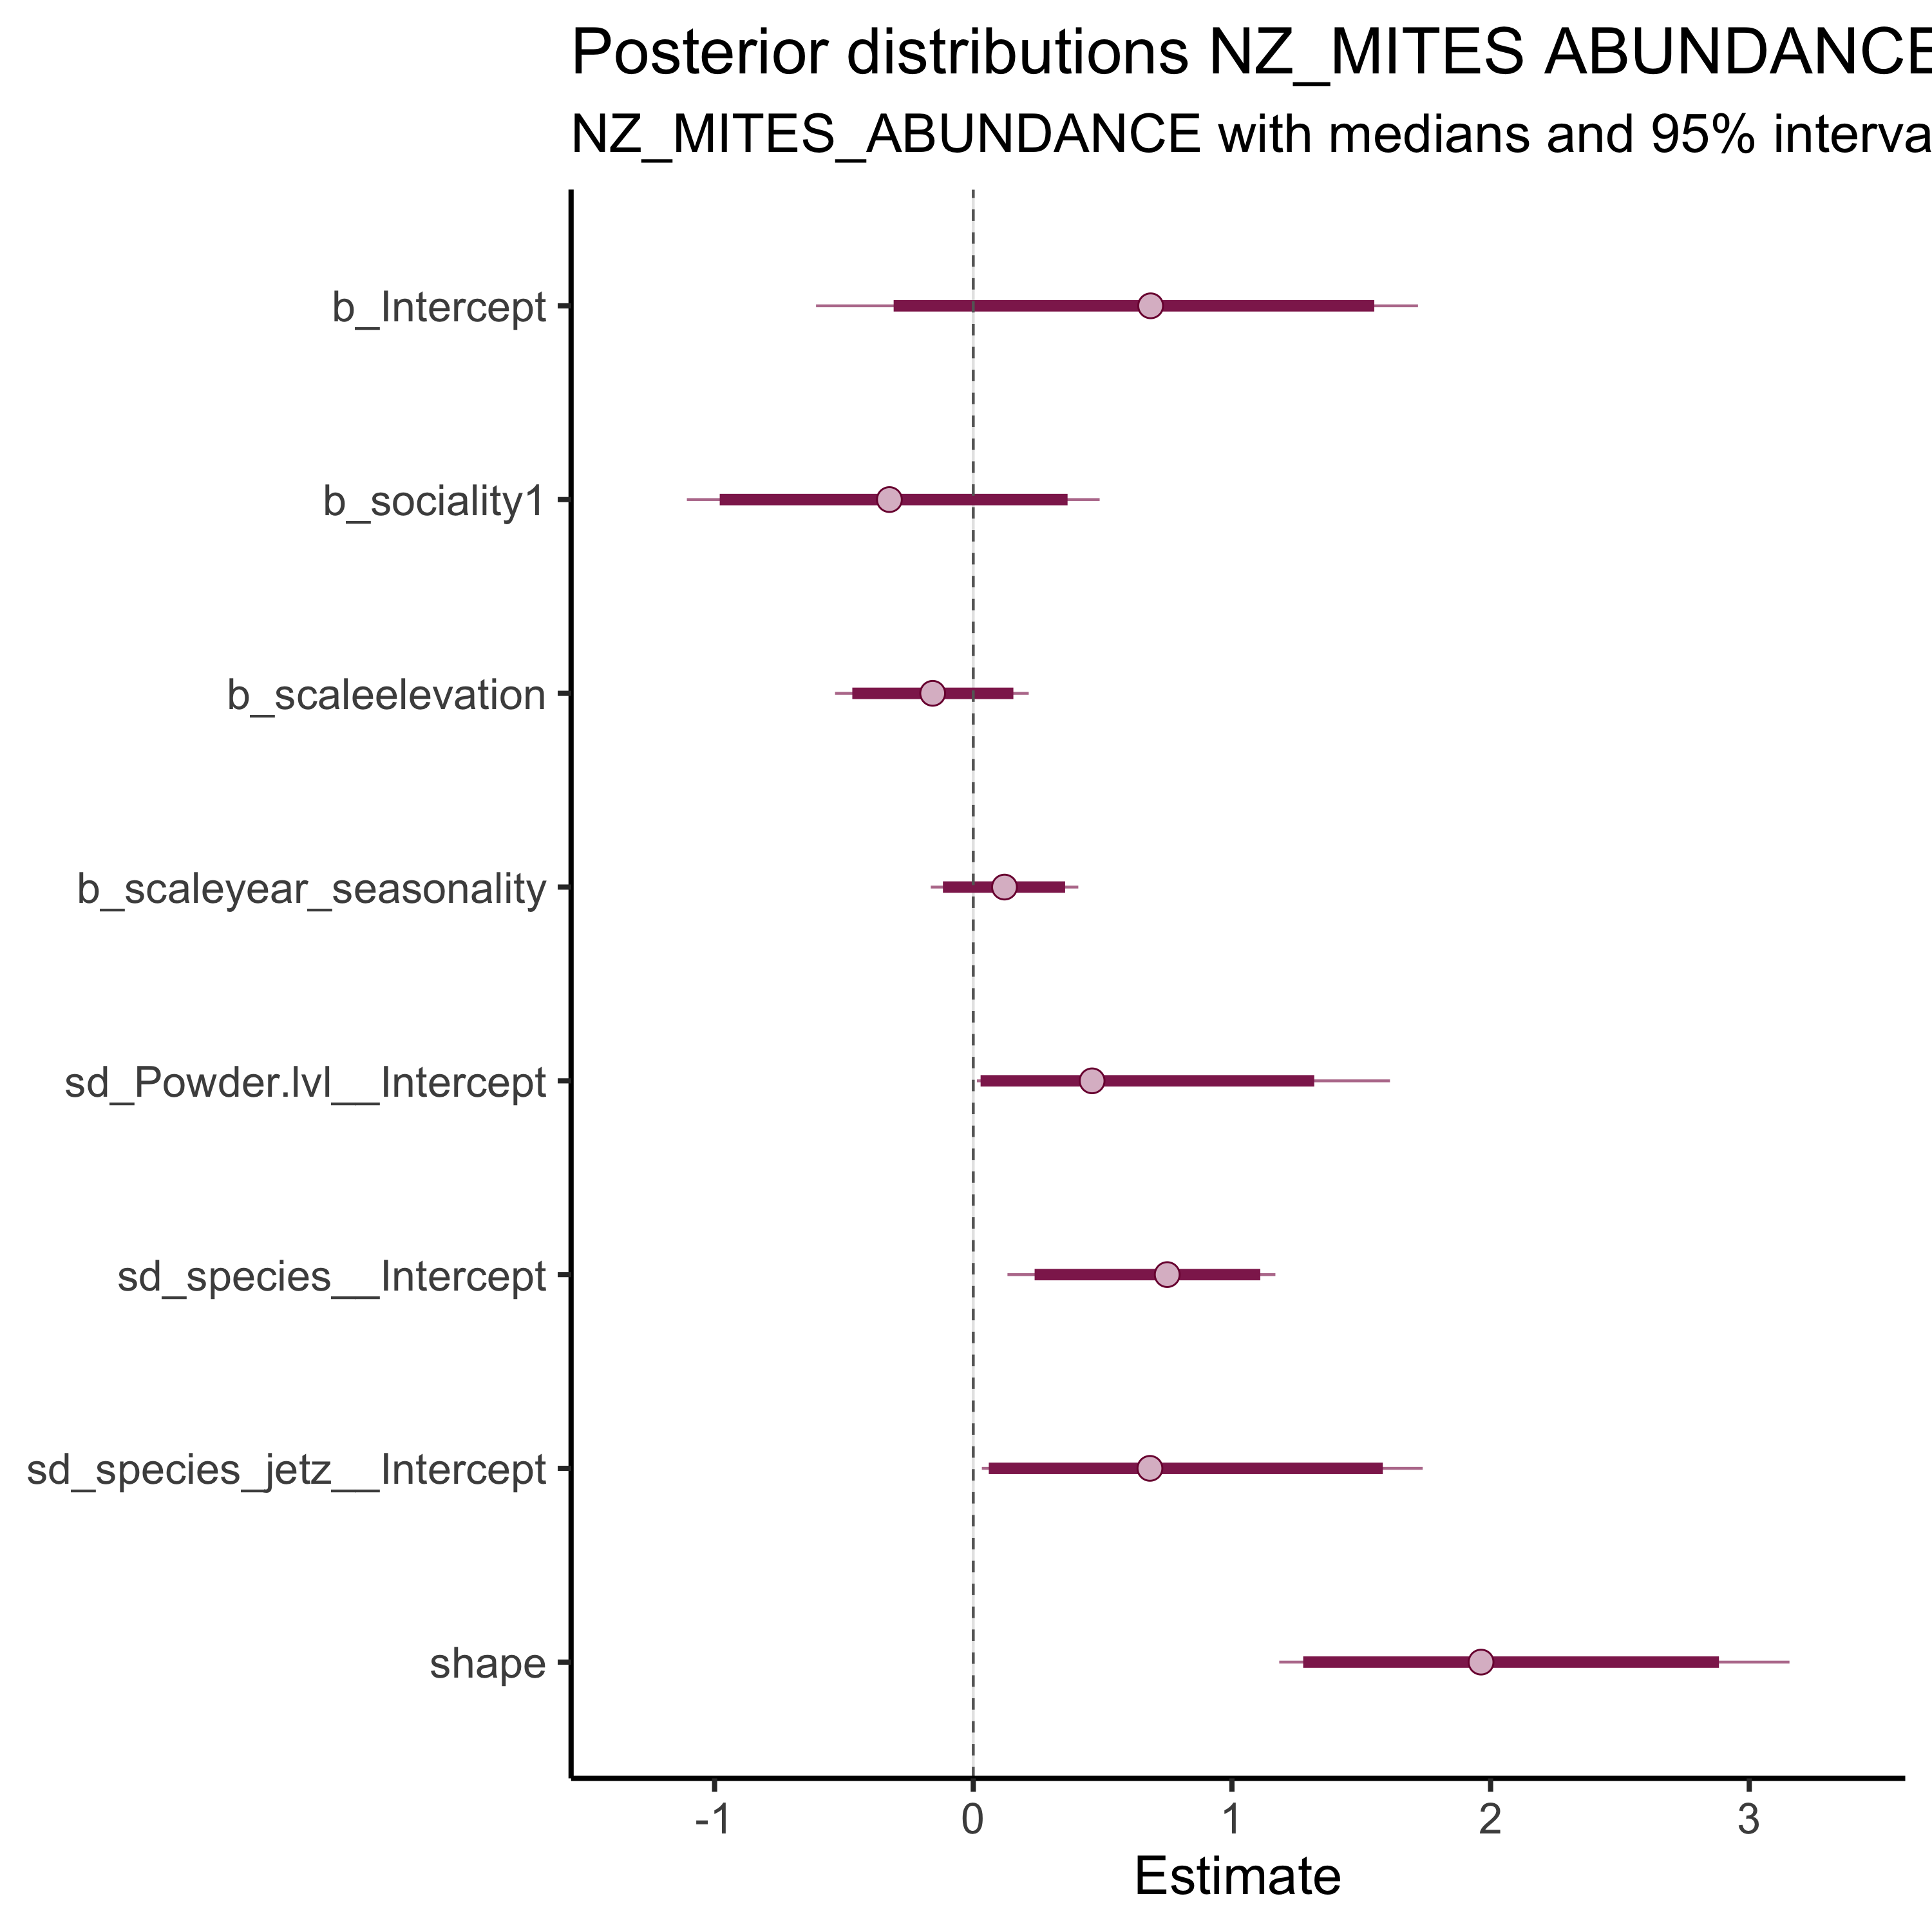 Posterior distributions NZ_MITES ABUNDANCE
NZ_MITES_ABUNDANCE with medians and 95% interva
b_Intercept
b_sociality1
b_scaleelevation
b_scaleyear_seasonality
sd_Powder.lvl__Intercept
sd_species__Intercept
sd_species_jetz__Intercept
shape
-1 0 1 2 3
Estimate